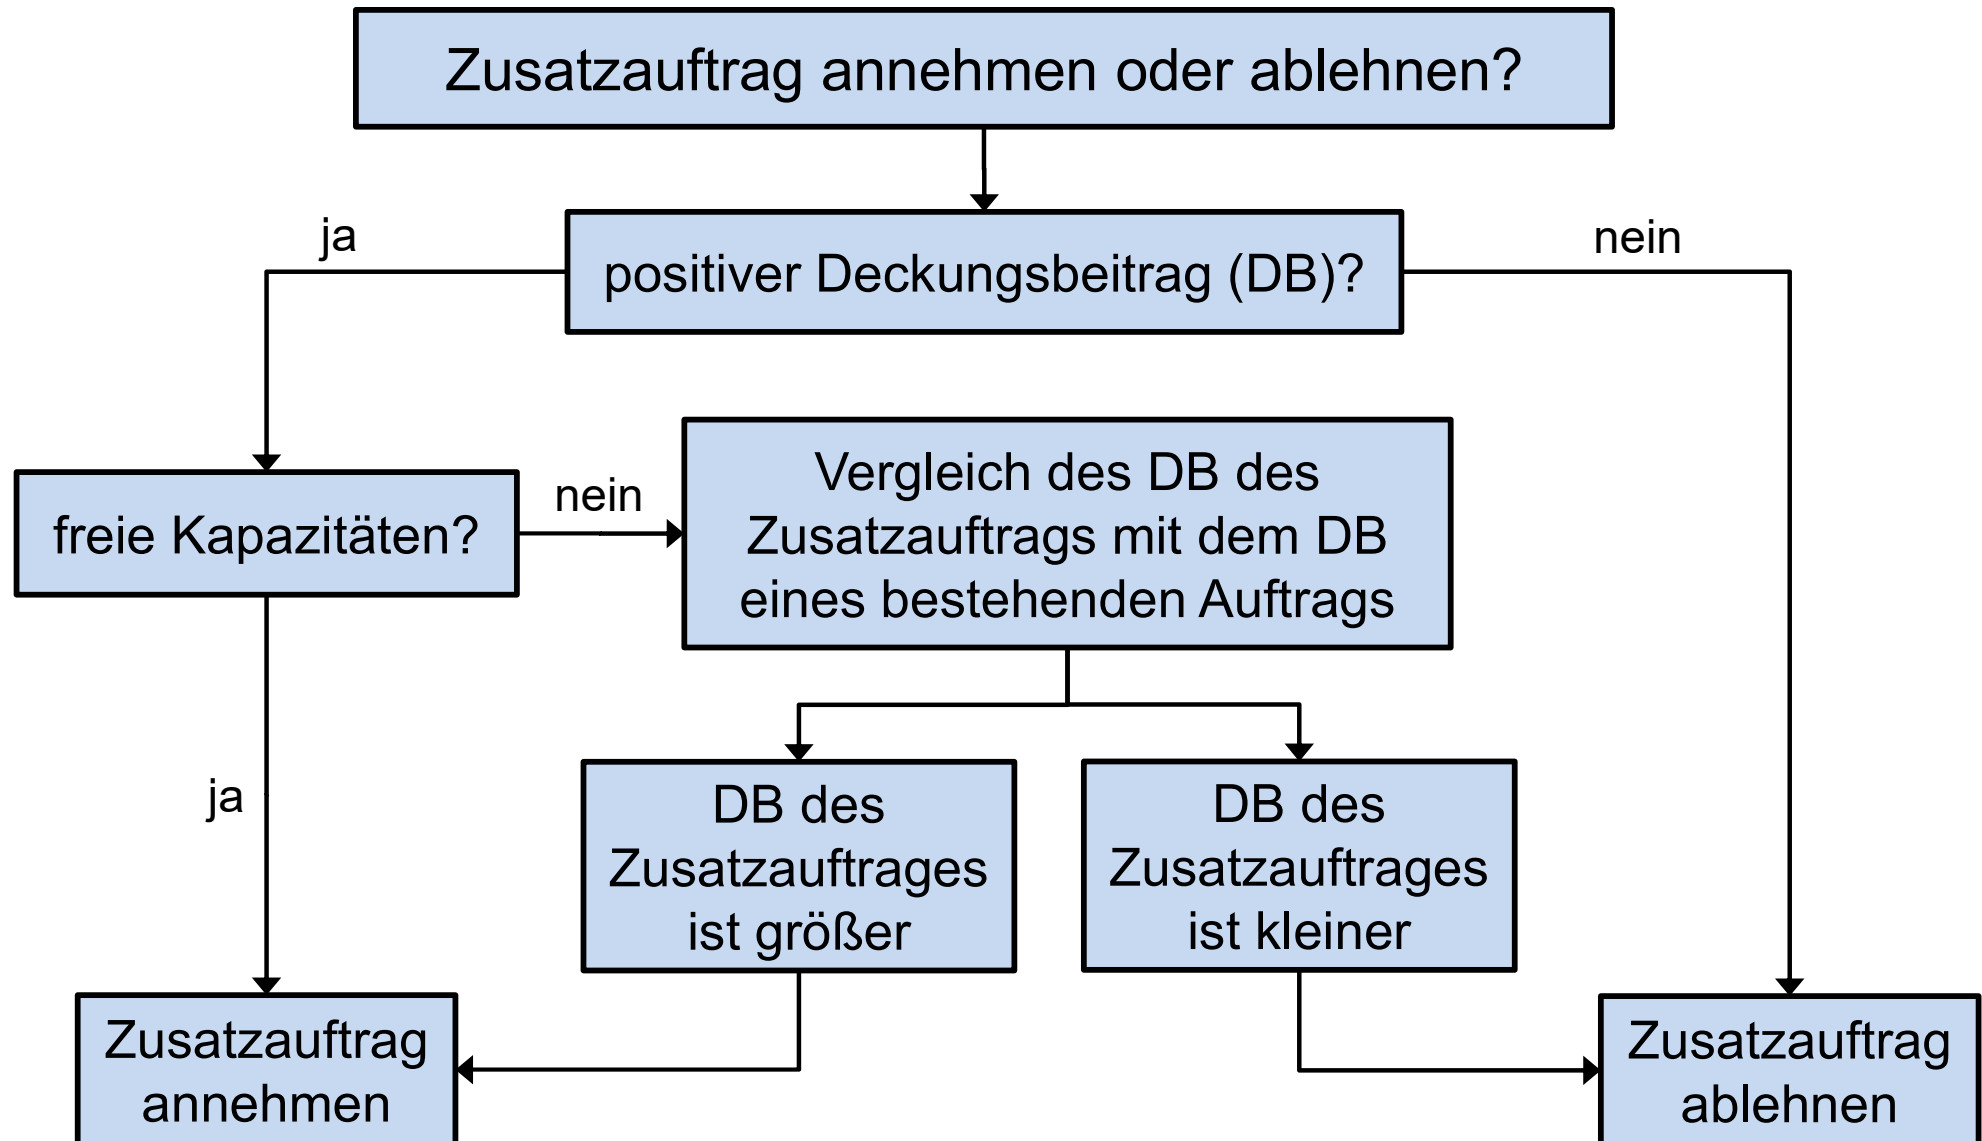 Zusatzauftrag annehmen oder ablehnen?
ja
nein
positiver Deckungsbeitrag (DB)?
freie Kapazitäten?
nein
Vergleich des DB des
Zusatzauftrags mit dem DB
eines bestehenden Auftrags
ja
DB des
Zusatzauftrages
ist größer
DB des
Zusatzauftrages
ist kleiner
Zusatzauftrag
annehmen
Zusatzauftrag
ablehnen